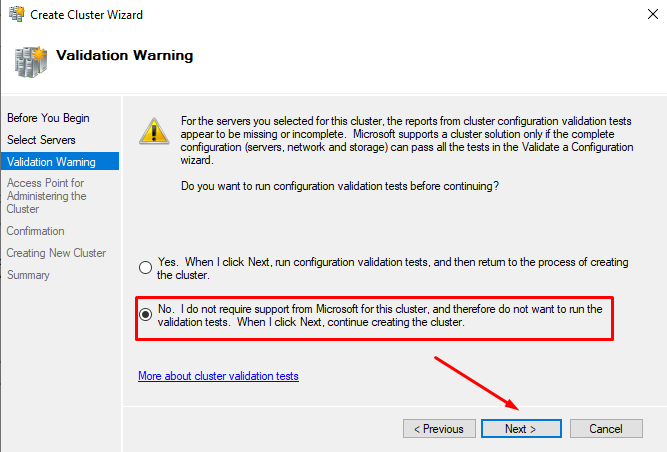 Create Cluster Wizard
Validation Warning
Before You Begin
Select Servers
Validation Warning
Access Point for
Administering the
Cluster
Confirmation
Creating New Cluster
Summary
For the servers you selected for this cluster, the reports from cluster configuration validation tests
appear to be missing or incomplete.  Microsoft supports a cluster solution only if the complete
configuration (servers, network and storage) can pass all the tests in the Validate a Configuration
wizard.
Do you want to run configuration validation tests before continuing?
Yes.  When I click Next, run configuration validation tests, and then return to the process of creating
the cluster.
No.  I do not require support from Microsoft for this cluster, and therefore do not want to run the
validation tests.  When I click Next, continue creating the cluster.
More about cluster validation tests
< Previous
Next >
Cancel